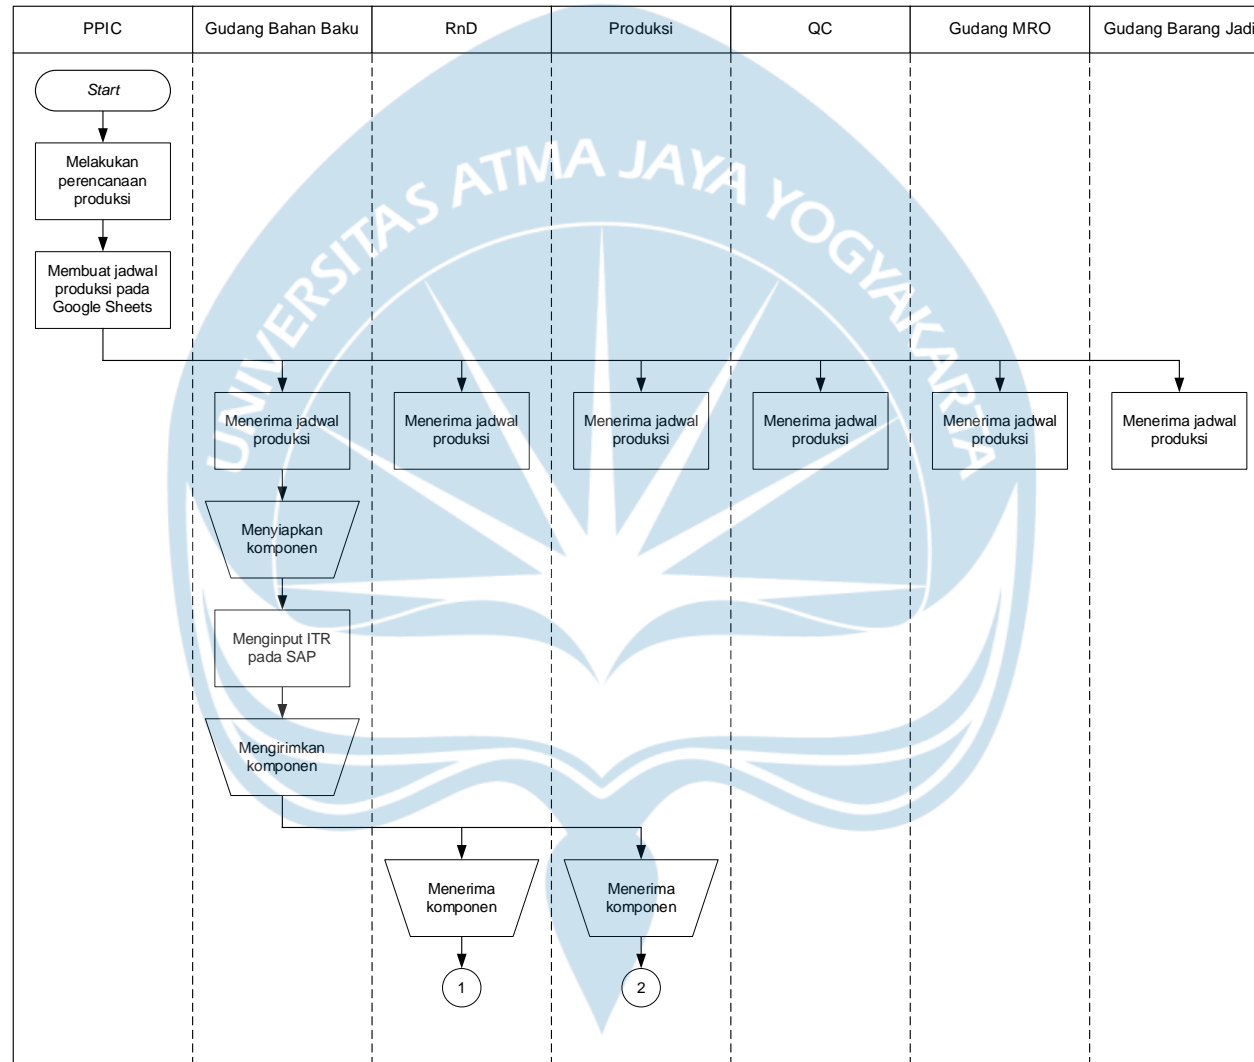 PPIC
Gudang Bahan Baku
RnD
Produksi
QC
Gudang MRO
Gudang Barang Jadi
Start
Melakukan
perencanaan
produksi
Membuat jadwal
produksi pada
Google Sheets
Menerima jadwal
produksi
Menerima jadwal
produksi
Menerima jadwal
produksi
Menerima jadwal
produksi
Menerima jadwal
produksi
Menerima jadwal
produksi
Menyiapkan
komponen
Menginput ITR
pada SAP
Mengirimkan
komponen
Menerima
komponen
Menerima
komponen
1
2
UNIVERSITAS ATMA JAYA YOGYAKARTA